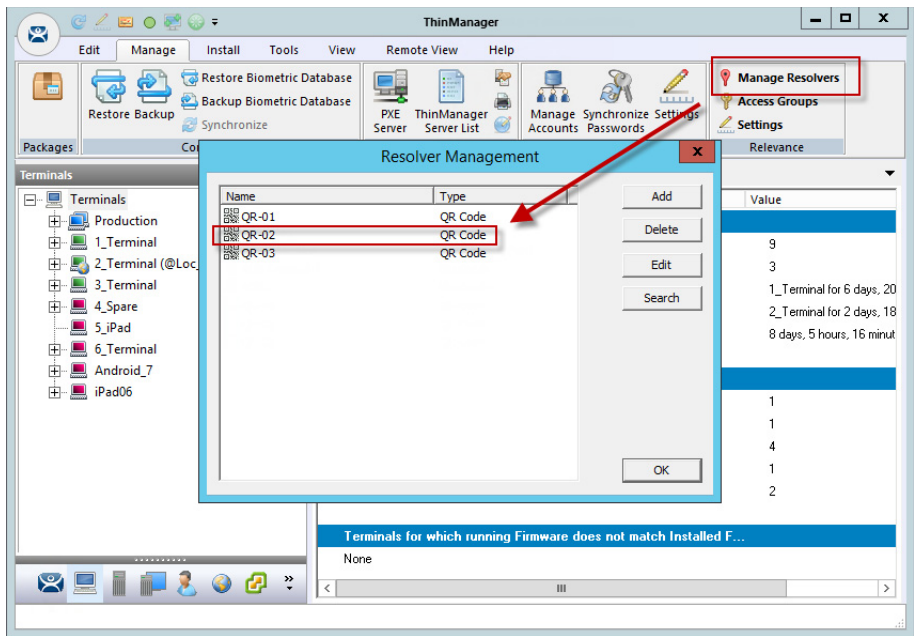 ThinManager
Edit Manage Install Tools View Remote View Help
Restore Biometric Database
Backup Biometric Database
Synchronize
Restore Backup
PXE Server
ThinManager Server List
Manage Accounts
Synchronize Passwords
Settings
Manage Resolvers
Access Groups
Settings
Packages
Co
Relevance
Resolver Management
X
Terminals
Name Type
QR-01 QR Code
QR-02 QR Code
QR-03 QR Code
Add
Delete
Edit
Search
OK
Terminals
Production
1_Terminal
2_Terminal (@Loc_
3_Terminal
4_Spare
5_iPad
6_Terminal
Android_7
iPad06
Value
9
3
1_Terminal for 6 days, 20
2_Terminal for 2 days, 18
8 days, 5 hours, 16 minut
1
1
4
1
2
Terminals for which running Firmware does not match Installed F...
None